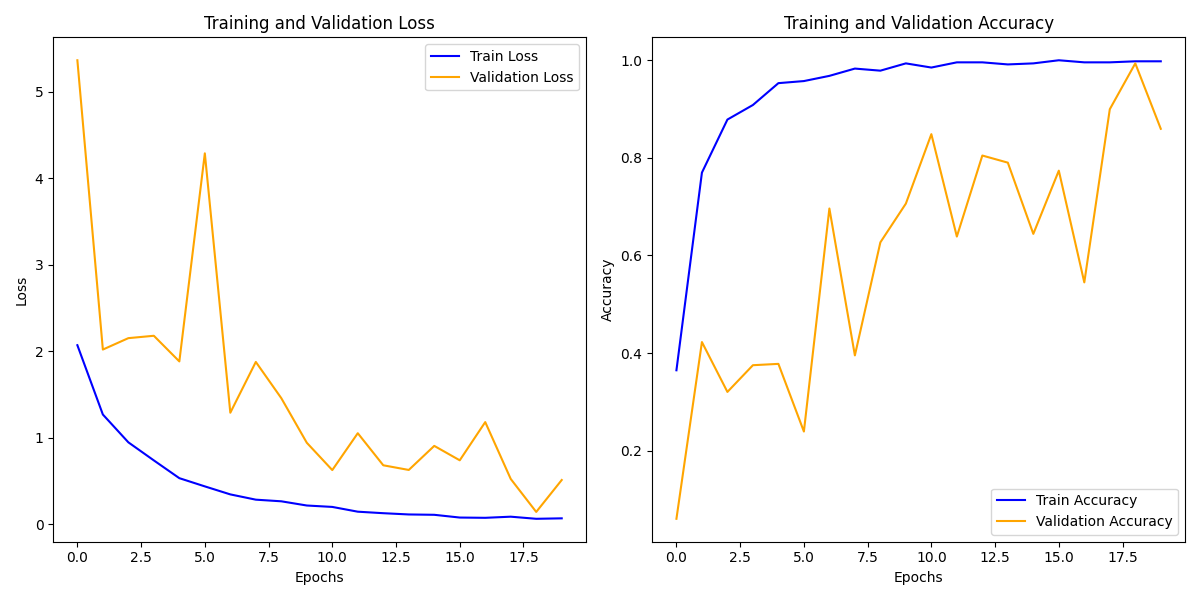 Training and Validation Loss
Train Loss
Validation Loss
5
4
3
2
1
0
Loss
0.0 2.5 5.0 7.5 10.0 12.5 15.0 17.5
Epochs
Training and Validation Accuracy
1.0
0.8
0.6
0.4
0.2
Accuracy
Train Accuracy
Validation Accuracy
0.0 2.5 5.0 7.5 10.0 12.5 15.0 17.5
Epochs